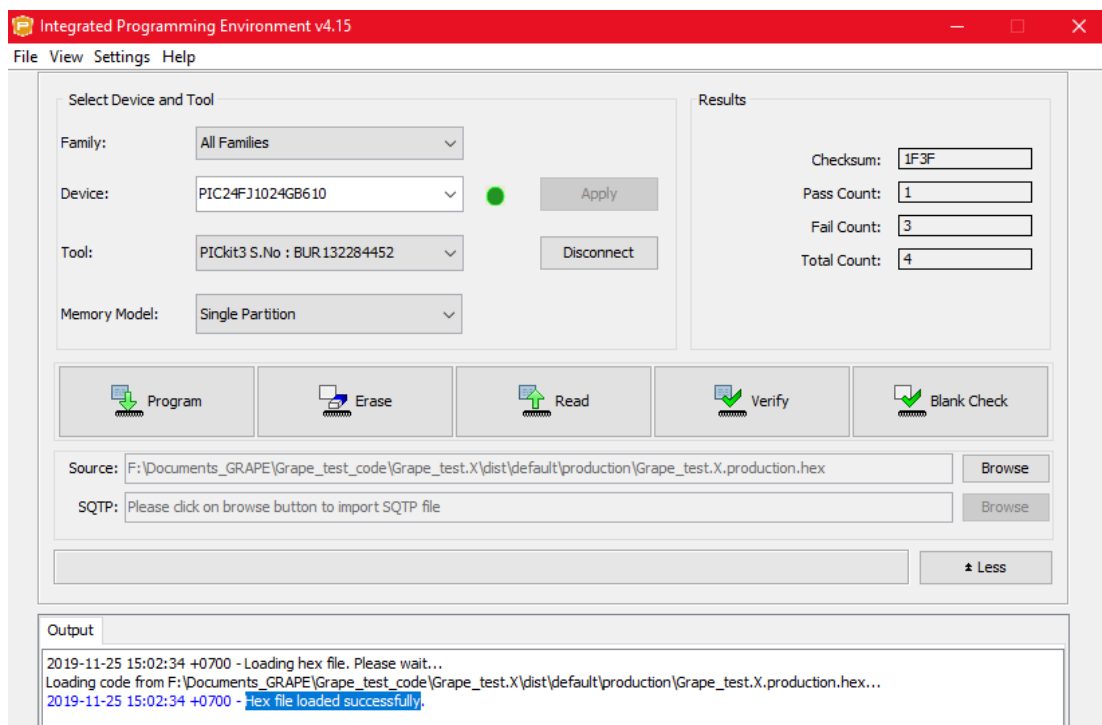 Integrated Programming Environment v4.15
File View Settings Help
Select Device and Tool
Family: All Families
Device: PIC24FJ1024GB610 Apply
Tool: PICkit3 S.No : BUR132284452 Disconnect
Memory Model: Single Partition
Results
Checksum: 1F3F
Pass Count: 1
Fail Count: 3
Total Count: 4
Program Erase Read Verify Blank Check
Source: F:\Documents_GRAPE\Grape_test_code\Grape_test.X\dist\default\production\Grape_test.X.production.hex Browse
SQTP: Please click on browse button to import SQTP file Browse
Less
Output
2019-11-25 15:02:34 +0700 - Loading hex file. Please wait...
Loading code from F:\Documents_GRAPE\Grape_test_code\Grape_test.X\dist\default\production\Grape_test.X.production.hex...
2019-11-25 15:02:34 +0700 - Hex file loaded successfully.